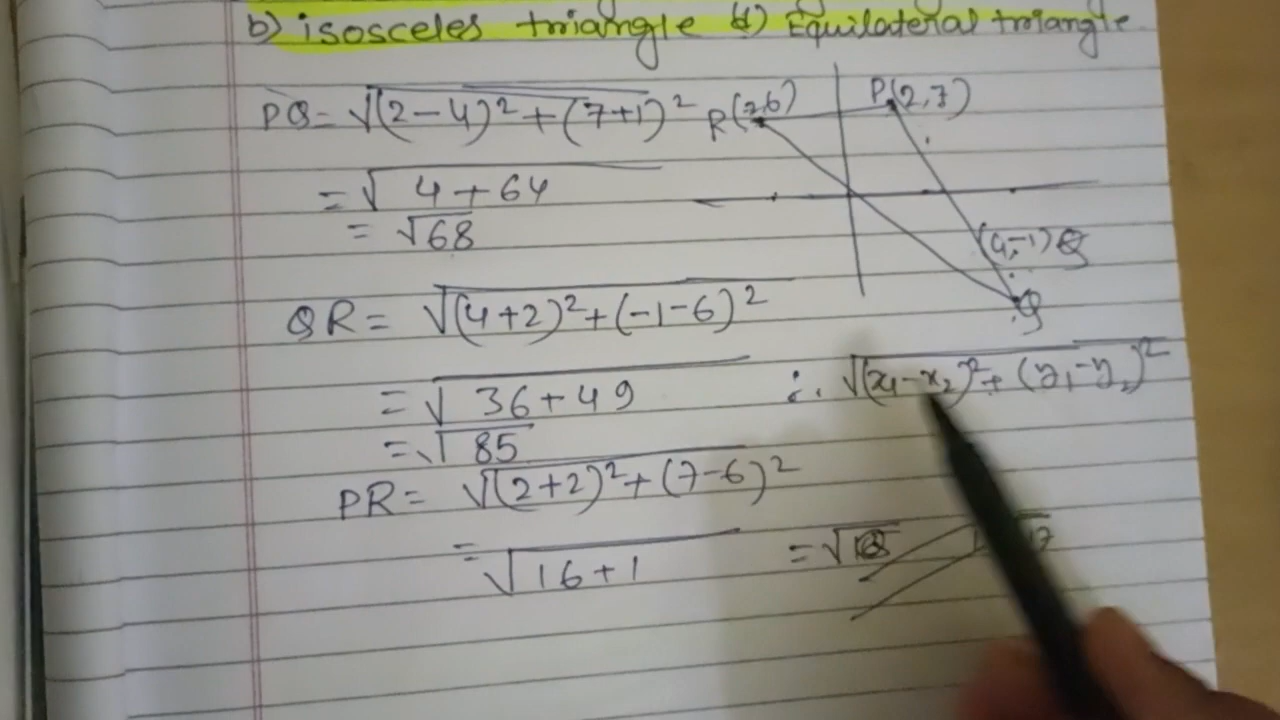 b) isosceles triangle d) Equilateral triangle
PQ = √(2-4)² + (7+1)²
R(-2,6) P(2,7)
= √4+64
= √68
(4,-1) Q
Q
QR = √(4+2)² + (-1-6)²
= √36+49
∴ √(x₁-x₂)² + (y₁-y₂)²
= √85
PR = √(2+2)² + (7-6)²
= √16+1